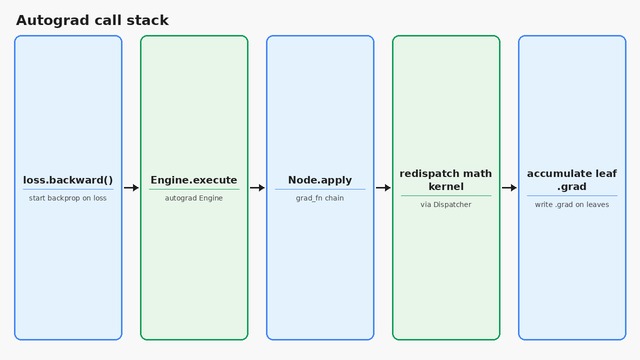 Autograd call stack
loss.backward()
start backprop on loss
Engine.execute
autograd Engine
Node.apply
grad_fn chain
redispatch math
kernel
via Dispatcher
accumulate leaf
.grad
write .grad on leaves